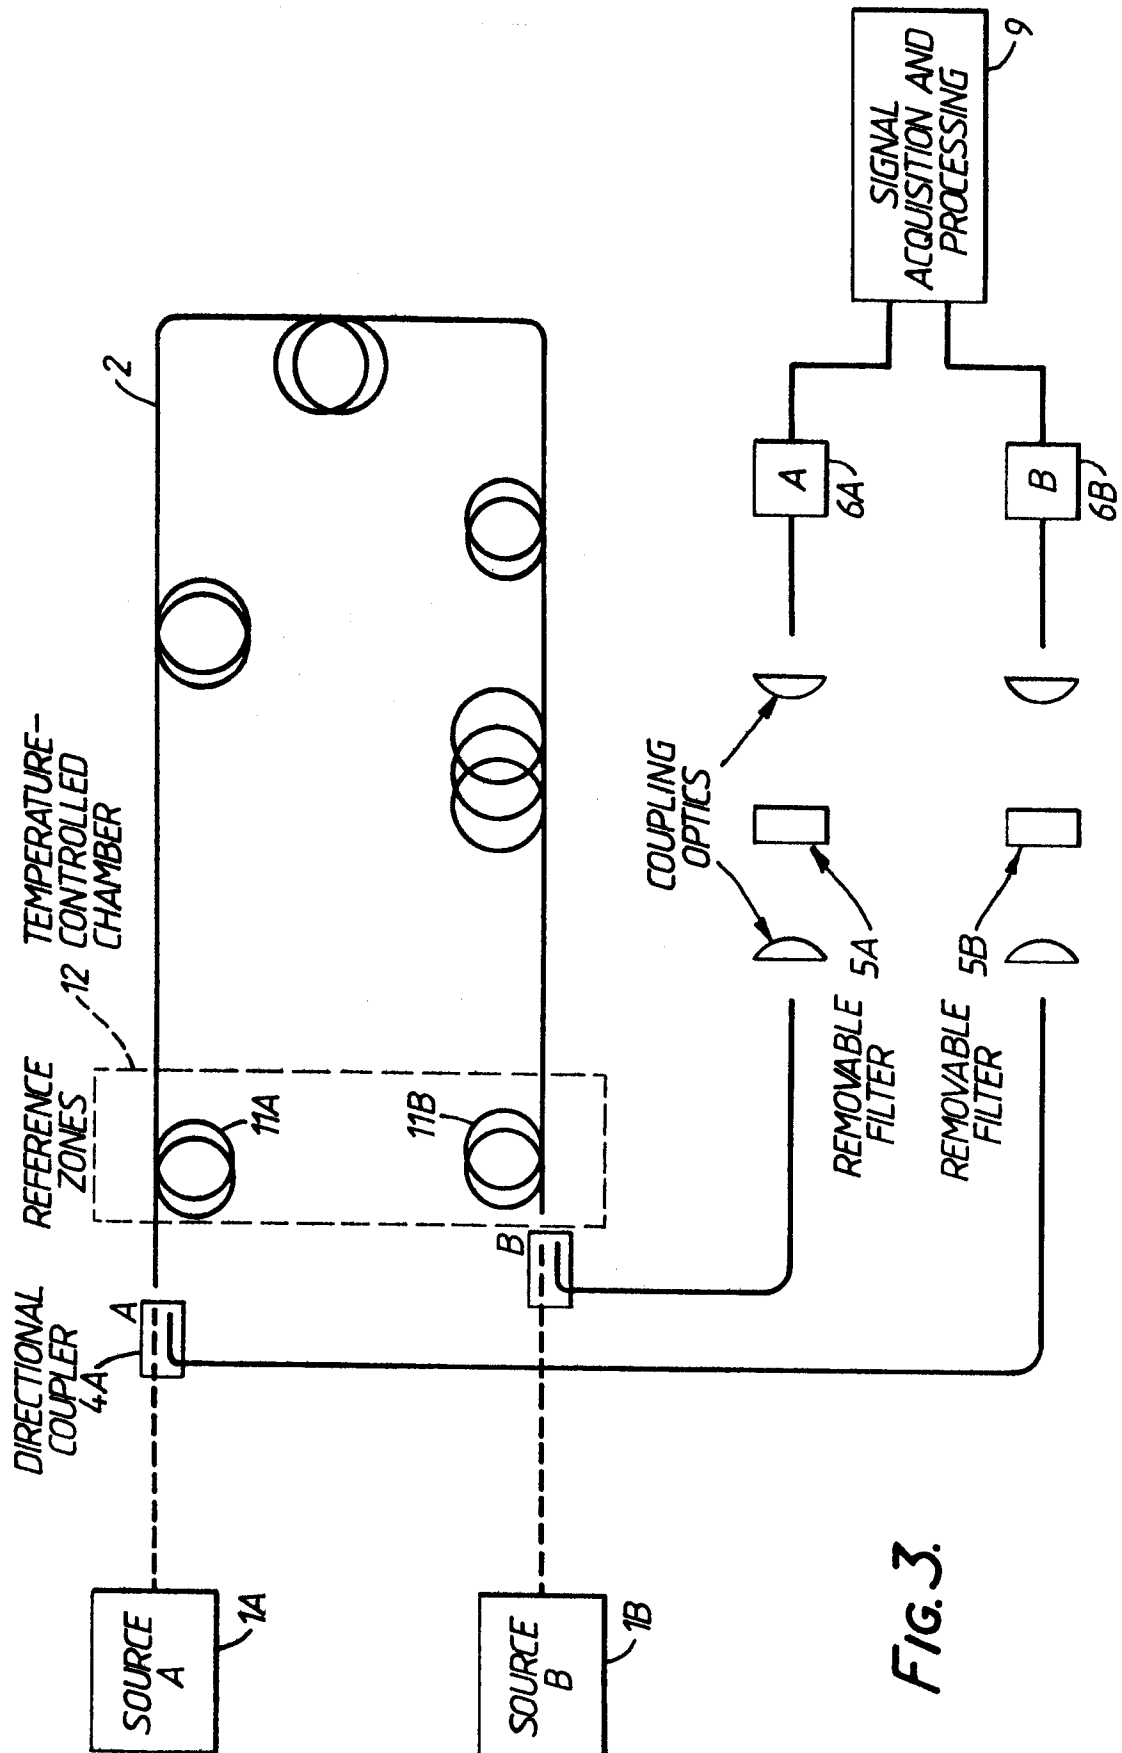 DIRECTIONAL
COUPLER
4A
REFERENCE
ZONES
12
TEMPERATURE-
CONTROLLED
CHAMBER
2
A
11A
SOURCE
A
1A
B
11B
SOURCE
B
1B
COUPLING
OPTICS
A
6A
REMOVABLE 5A
FILTER
SIGNAL
ACQUISITION AND
PROCESSING
9
REMOVABLE 5B
FILTER
B
6B
FIG. 3.